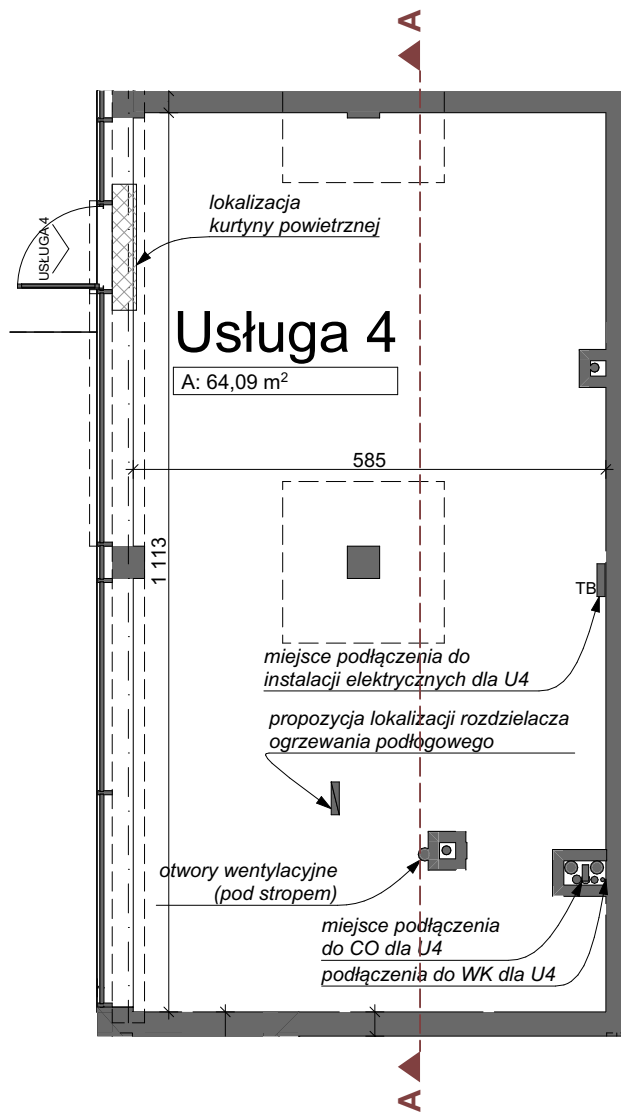 A
lokalizacja
kurtyny powietrznej
USŁUGA 4
Usługa 4
A: 64,09 m²
585
1 113
TB
miejsce podłączenia do
instalacji elektrycznych dla U4
propozycja lokalizacji rozdzielacza
ogrzewania podłogowego
otwory wentylacyjne
(pod stropem)
miejsce podłączenia
do CO dla U4
podłączenia do WK dla U4
A